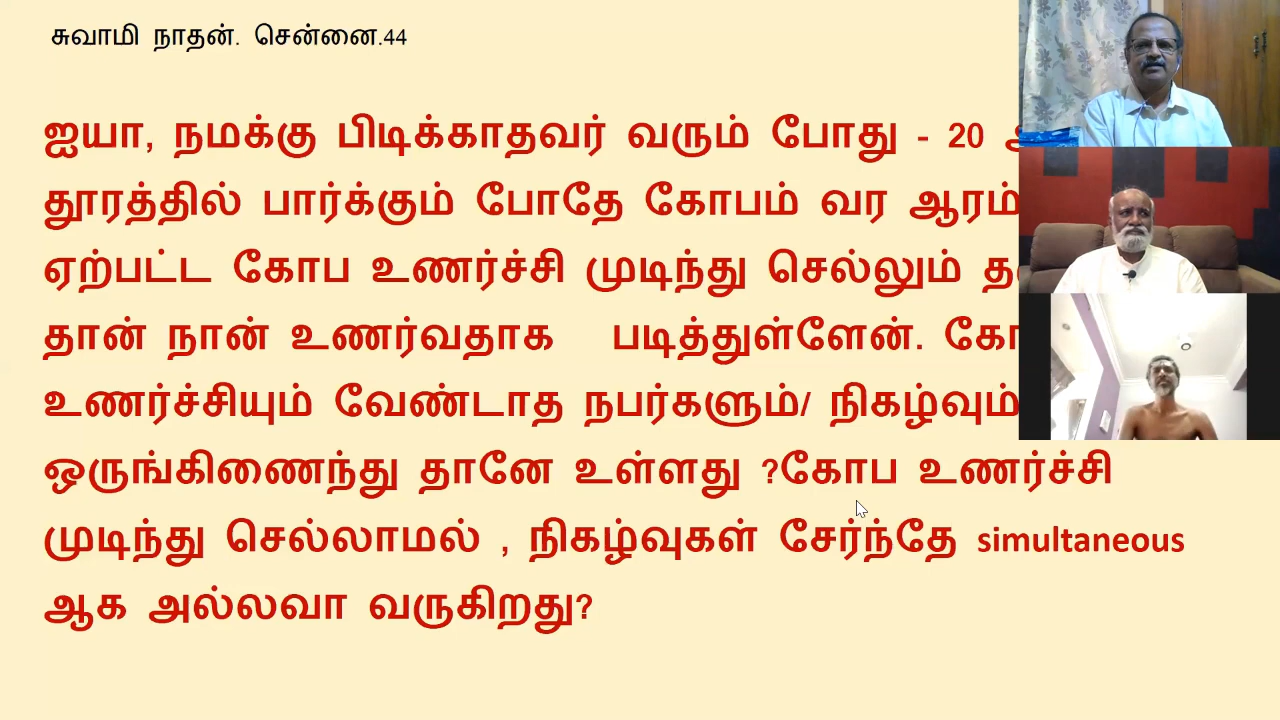 சுவாமி நாதன். சென்னை.44
ஐயா, நமக்கு பிடிக்காதவர் வரும் போது - 20
தூரத்தில் பார்க்கும் போதே கோபம் வர
ஏற்பட்ட கோப உணர்ச்சி முடிந்து செல்லும்
தான் நான் உணர்வதாக படித்துள்ளேன்.
உணர்ச்சியும் வேண்டாத நபர்களும்/ நிகழ்வும்
ஒருங்கிணைந்து தானே உள்ளது ?கோப உணர்ச்சி
முடிந்து செல்லாமல் , நிகழ்வுகள் சேர்ந்தே simultaneous
ஆக அல்லவா வருகிறது?